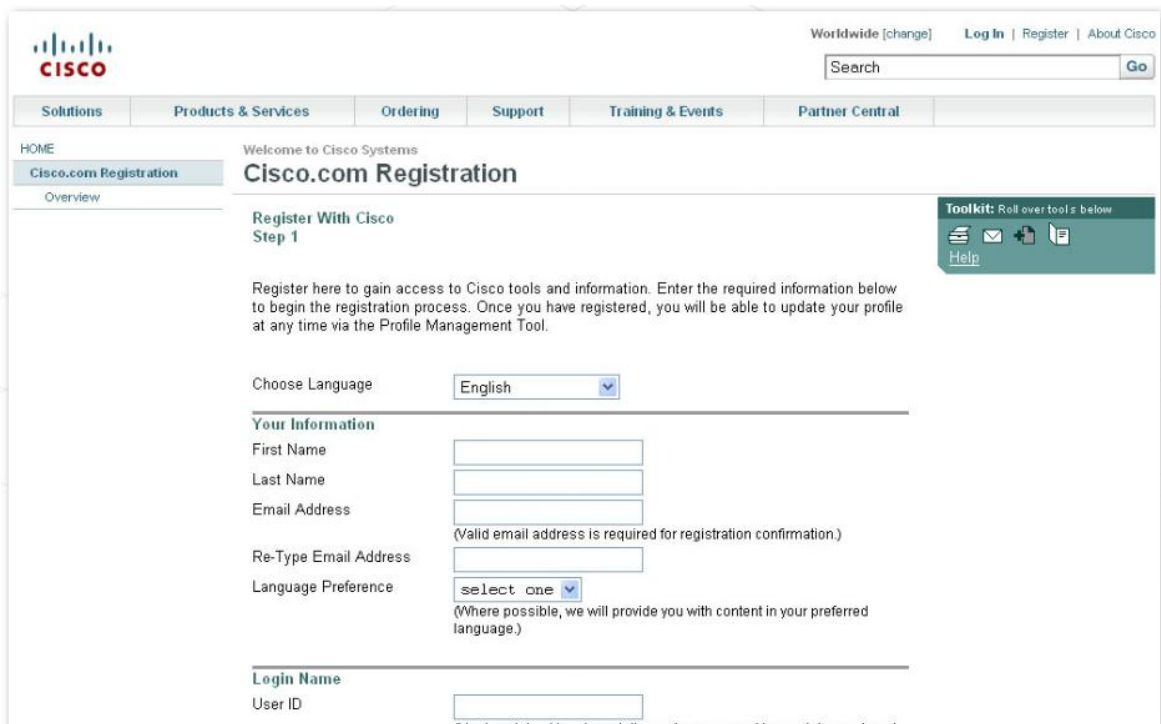 Worldwide [change] Log In | Register | About Cisco
CISCO
Search Go
Solutions Products & Services Ordering Support Training & Events Partner Central
HOME
Cisco.com Registration
Overview
Welcome to Cisco Systems
Cisco.com Registration
Toolkit: Roll over tools below
Help
Register With Cisco
Step 1
Register here to gain access to Cisco tools and information. Enter the required information below
to begin the registration process. Once you have registered, you will be able to update your profile
at any time via the Profile Management Tool.
Choose Language English
Your Information
First Name
Last Name
Email Address
(Valid email address is required for registration confirmation.)
Re-Type Email Address
Language Preference select one
(Where possible, we will provide you with content in your preferred
language.)
Login Name
User ID